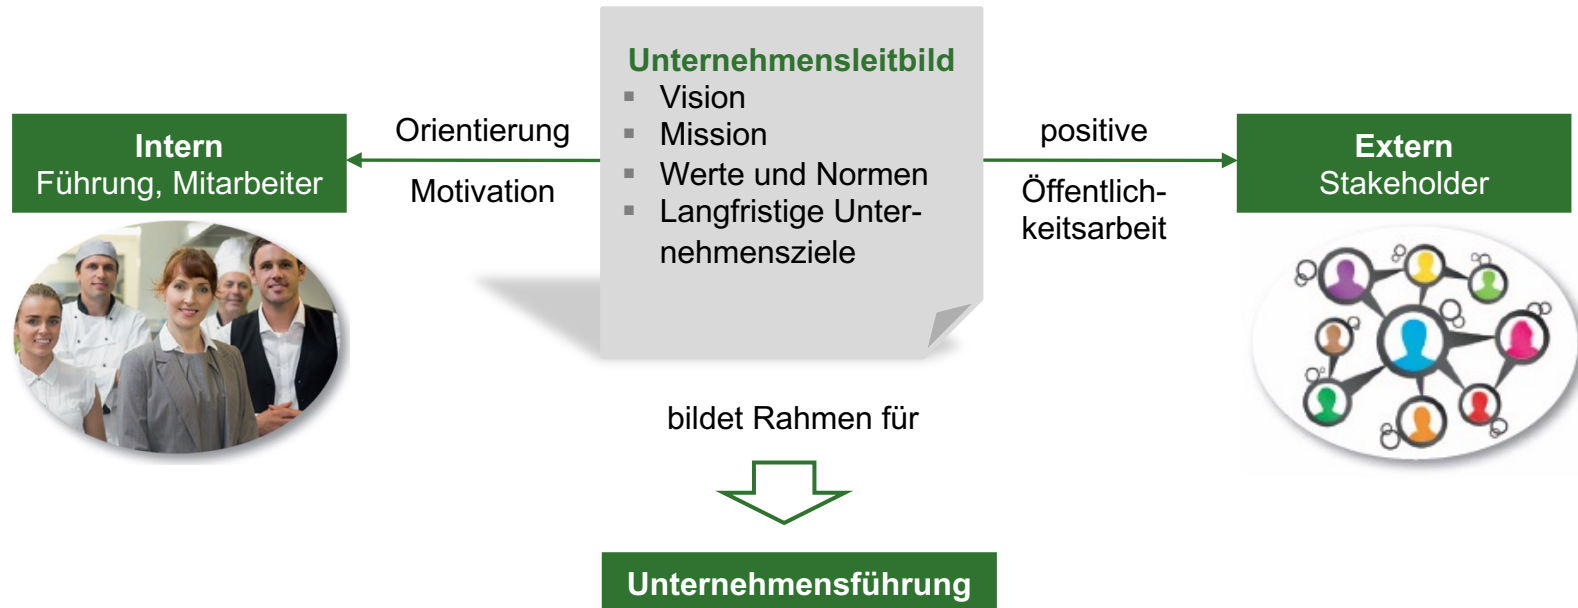 Unternehmensleitbild
▪ Vision
▪ Mission
▪ Werte und Normen
▪ Langfristige Unter-
nehmensziele
Intern
Führung, Mitarbeiter
Orientierung
Motivation
positive
Öffentlich-
keitsarbeit
Extern
Stakeholder
bildet Rahmen für
Unternehmensführung